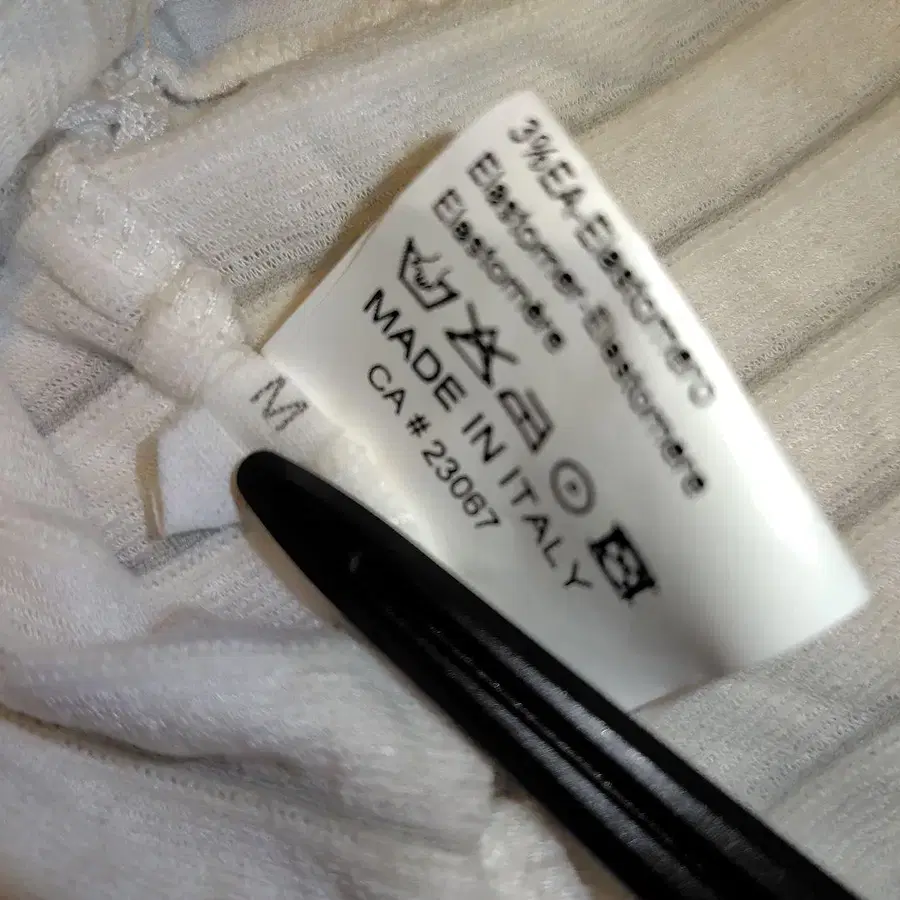 3%EA-Elastomero
Elastomer-Elastomere
Elastomère
MADE IN ITALY
CA # 23067
M